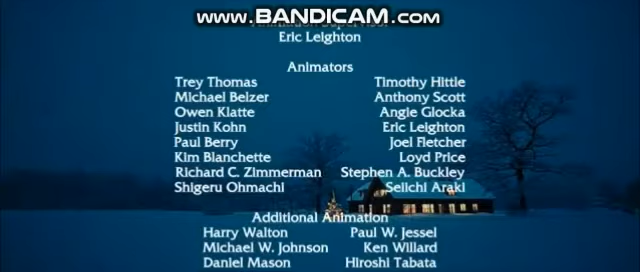 www.BANDICAM.com
Animation Supervisor
Eric Leighton
Animators
Trey Thomas Timothy Hittle
Michael Belzer Anthony Scott
Owen Klatte Angie Glocka
Justin Kohn Eric Leighton
Paul Berry Joel Fletcher
Kim Blanchette Loyd Price
Richard C. Zimmerman Stephen A. Buckley
Shigeru Ohmachi Seiichi Araki
Additional Animation
Harry Walton Paul W. Jessel
Michael W. Johnson Ken Willard
Daniel Mason Hiroshi Tabata